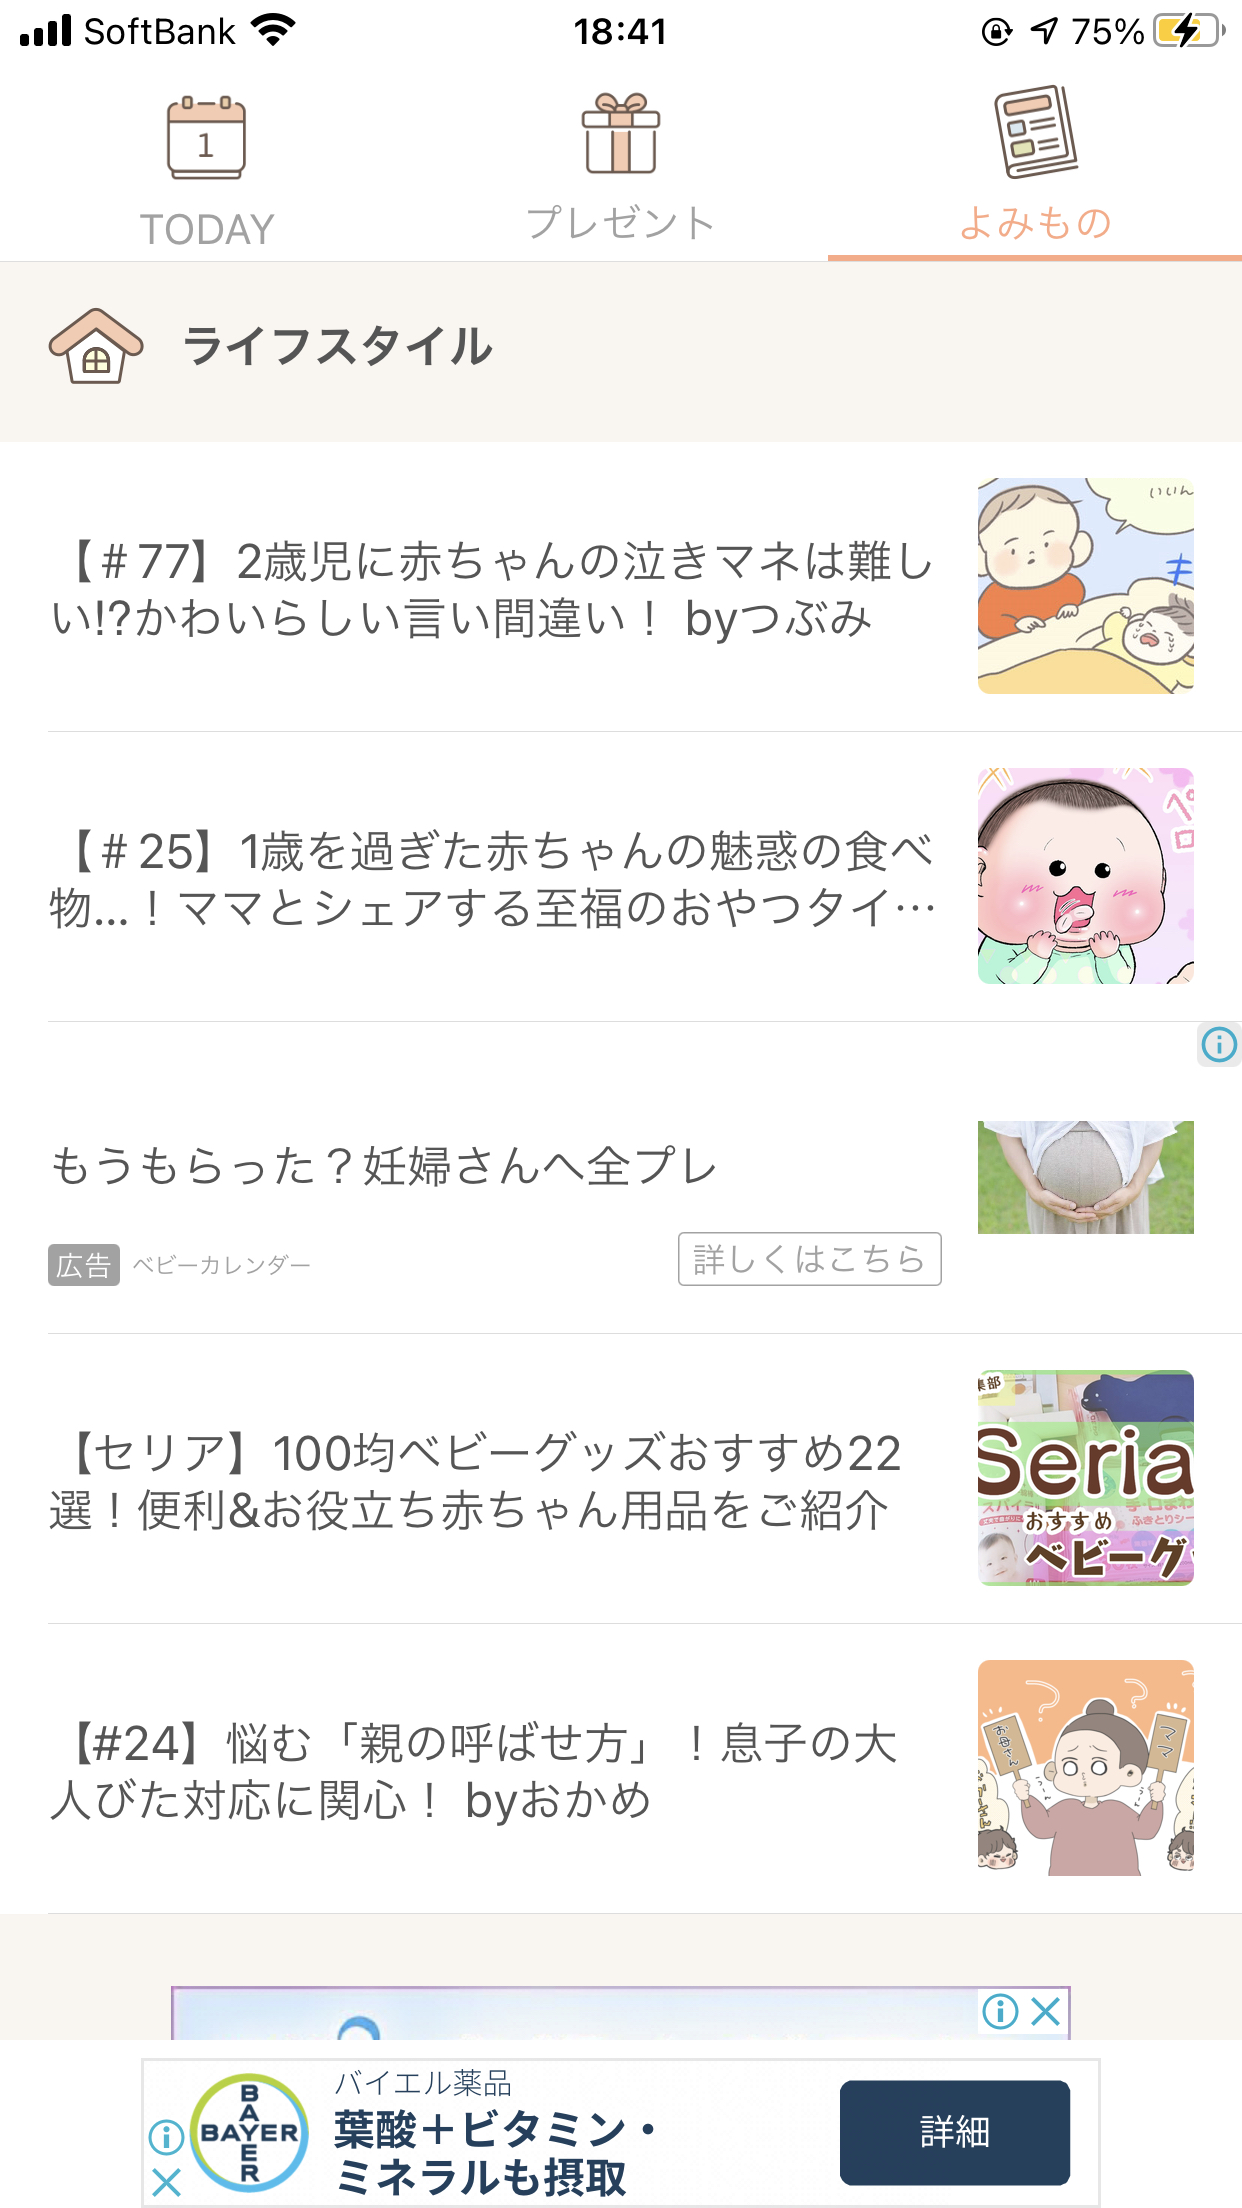 SoftBank 18:41 75%
1
TODAY プレゼント よみもの
ライフスタイル
【＃77】2歳児に赤ちゃんの泣きマネは難し
い!?かわいらしい言い間違い！ byつぶみ
いいん
キ
【＃25】1歳を過ぎた赤ちゃんの魅惑の食べ
物...！ママとシェアする至福のおやつタイ…
ペ
ロ
もうもらった？妊婦さんへ全プレ
広告 ベビーカレンダー 詳しくはこちら
【セリア】100均ベビーグッズおすすめ22
選！便利&お役立ち赤ちゃん用品をご紹介
集部
Seria
おすすめ
ベビーグ
【#24】悩む「親の呼ばせ方」！息子の大
人びた対応に関心！ byおかめ
お母さん
ママ
バイエル薬品
葉酸＋ビタミン・
ミネラルも摂取
BAYER
BAYER
詳細